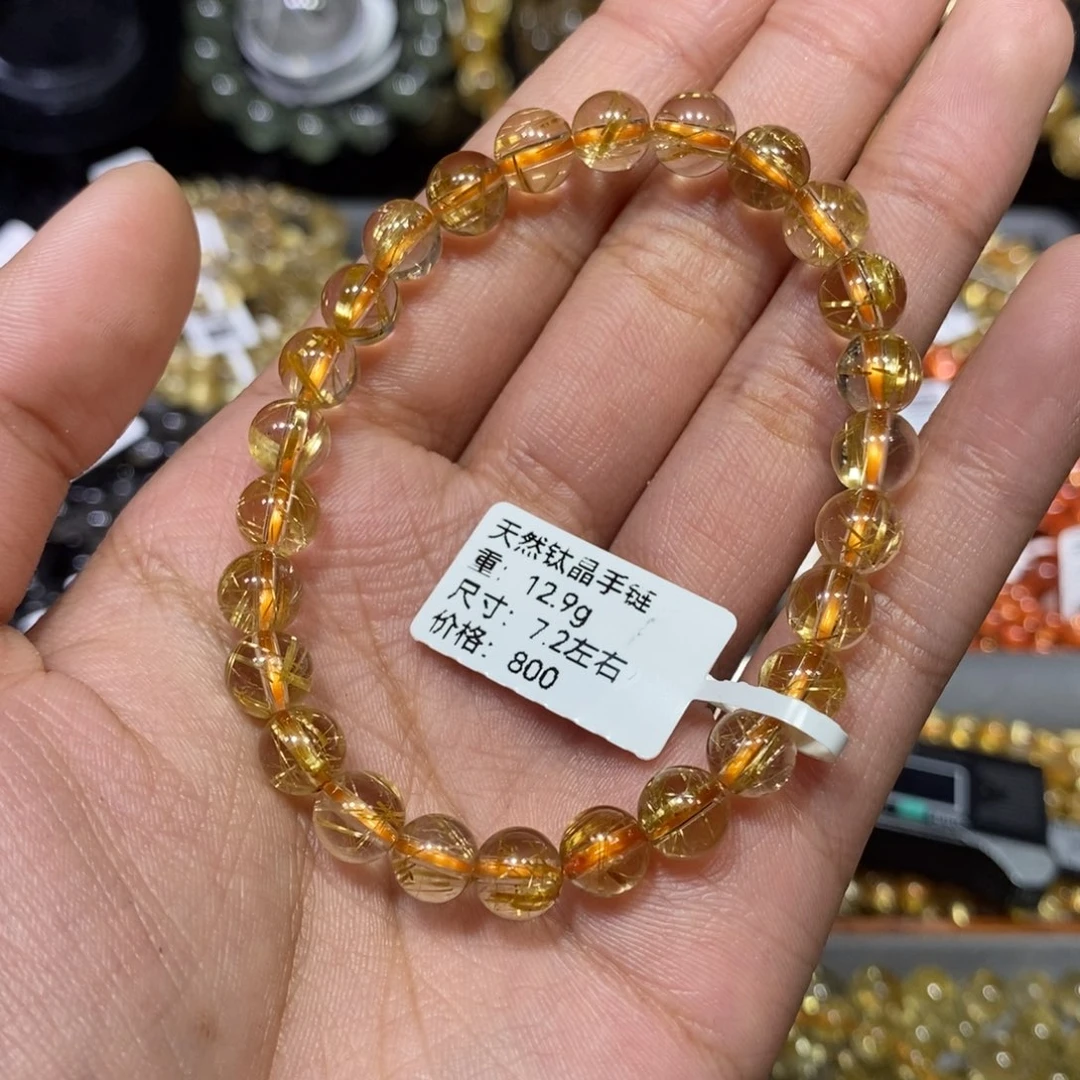 天然钛晶手链
重: 12.9g
尺寸: 7.2左右
价格: 800